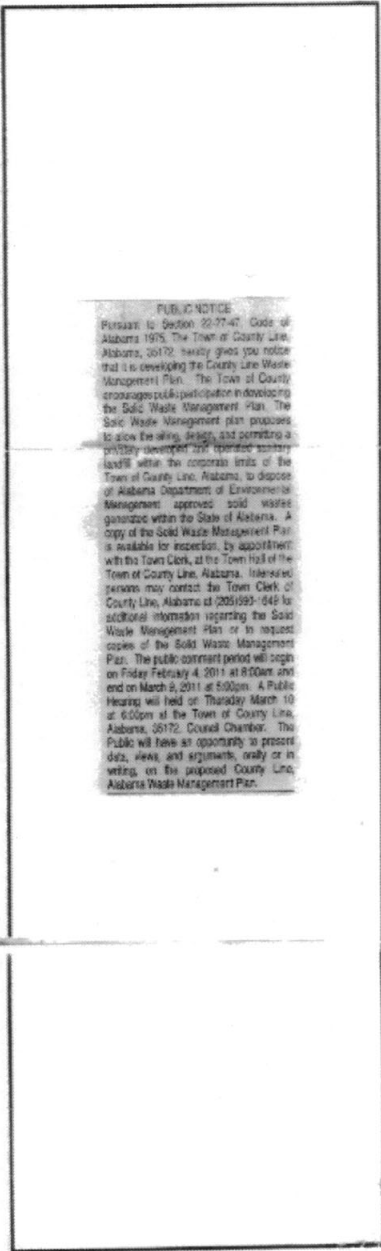 PUBLIC NOTICE
Pursuant to Section 22-27-47, Code of
Alabama 1975, The Town of County Line,
Alabama, 35172, hereby gives you notice
that it is developing the County Line Waste
Management Plan. The Town of County
encourages public participation in developing
the Solid Waste Management Plan. The
Solid Waste Management plan proposes
to allow the siting, design, and permitting a
privately developed and operated sanitary
landfill within the corporate limits of the
Town of County Line, Alabama, to dispose
of Alabama Department of Environmental
Management approved solid wastes
generated within the State of Alabama. A
copy of the Solid Waste Management Plan
is available for inspection, by appointment
with the Town Clerk, at the Town Hall of the
Town of County Line, Alabama. Interested
persons may contact the Town Clerk of
County Line, Alabama at for
additional information regarding the Solid
Waste Management Plan or to request
copies of the Solid Waste Management
Plan. The public comment period will begin
on Friday February 4, 2011 at 8:00am and
end on March 9, 2011 at 5:00pm. A Public
Hearing will held on Thursday March 10
at 6:00pm at the Town of County Line,
Alabama, 35172, Council Chamber. The
Public will have an opportunity to present
data, views, and arguments, orally or in
writing, on the proposed County Line,
Alabama Waste Management Plan.